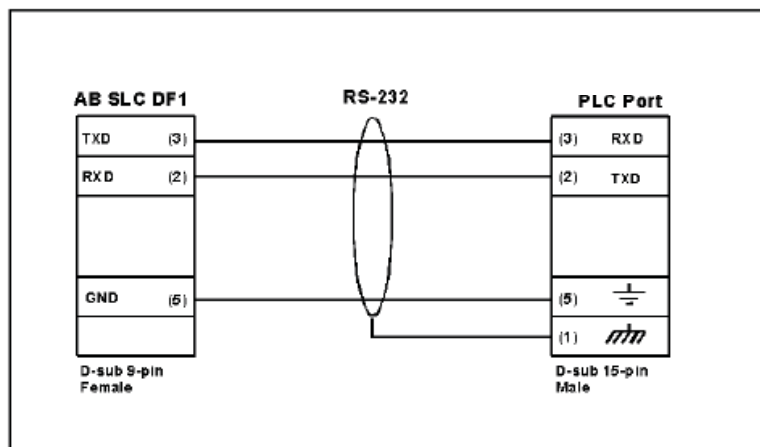 AB SLC DF1 RS-232 PLC Port
TXD (3) (3) RXD
RXD (2) (2) TXD
GND (5) (5)
(1)
D-sub 9-pin
Female
D-sub 15-pin
Male